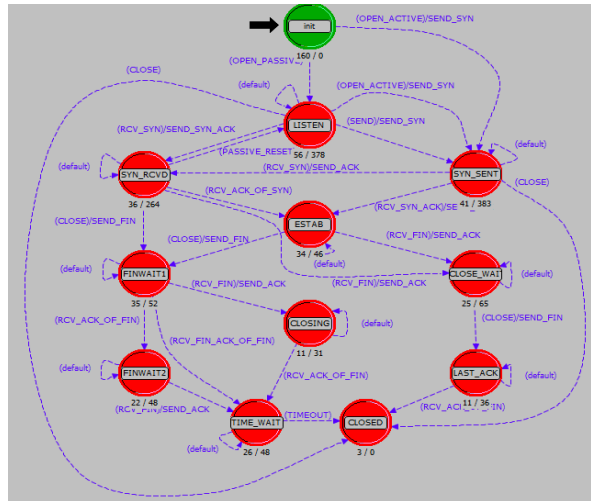 init
160 / 0
(OPEN_ACTIVE)/SEND_SYN
(CLOSE)
(OPEN_PASSIVE
(default)
(OPEN_ACTIVE)/SEND_SYN
LISTEN
56 / 378
(SEND)/SEND_SYN
(RCV_SYN)/SEND_SYN_ACK
(default)
(PASSIVE_RESET
(default)
SYN_RCVD
36 / 264
(RCV_SYN)/SEND_ACK
SYN_SENT
41 / 383
(CLOSE)
(RCV_ACK_OF_SYN)
(RCV_SYN_ACK)/SE
(CLOSE)/SEND_FIN
ESTAB
34 / 46
(CLOSE)/SEND_FIN
(RCV_FIN)/SEND_ACK
(default)
(default)
FINWAIT1
35 / 52
(RCV_FIN)/SEND_ACK
(RCV_FIN)/SEND_ACK
CLOSE_WAIT
25 / 65
(default)
CLOSING
11 / 31
(default)
(CLOSE)/SEND_FIN
(RCV_ACK_OF_FIN)
(RCV_FIN_ACK_OF_FIN)
(default)
FINWAIT2
22 / 48
(RCV_ACK_OF_FIN)
LAST_ACK
11 / 36
(default)
(RCV_FIN)/SEND_ACK
(TIMEOUT)
TIME_WAIT
26 / 48
(default)
CLOSED
3 / 0